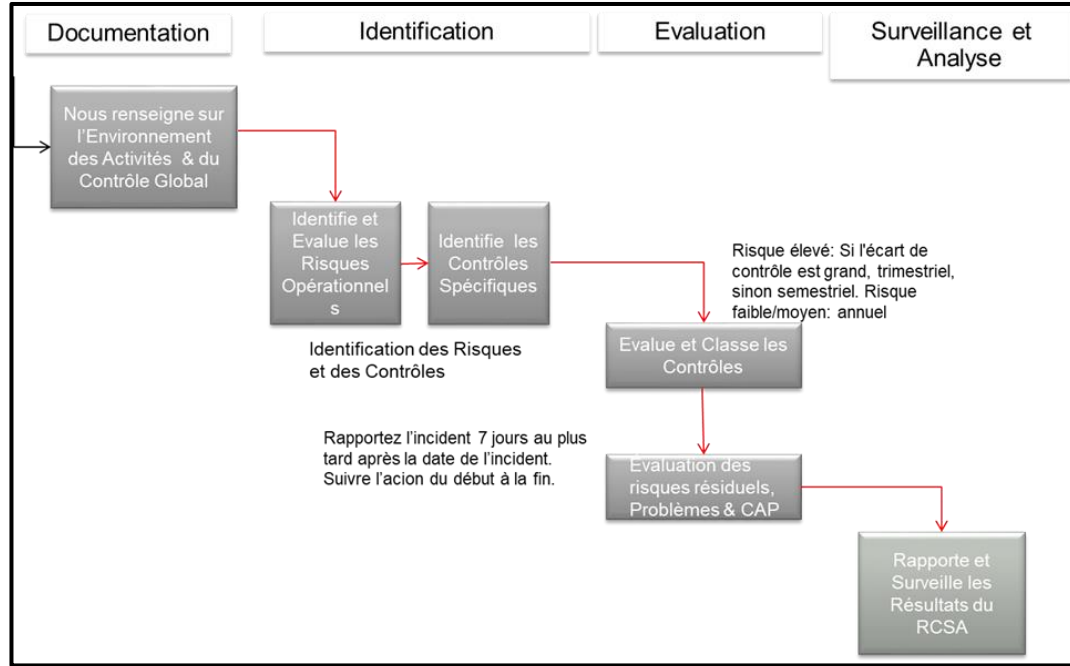 Documentation
Identification
Evaluation
Surveillance et
Analyse
Nous renseigne sur
l'Environnement
des Activités & du
Contrôle Global
Identifie et
Evalue les
Risques
Opérationnel
s
Identifie les
Contrôles
Spécifiques
Identification des Risques
et des Contrôles
Risque élevé: Si l'écart de
contrôle est grand, trimestriel,
sinon semestriel. Risque
faible/moyen: annuel
Evalue et Classe les
Contrôles
Rapportez l'incident 7 jours au plus
tard après la date de l'incident.
Suivre l'acion du début à la fin.
Évaluation des
risques résiduels,
Problèmes & CAP
Rapporte et
Surveille les
Résultats du
RCSA